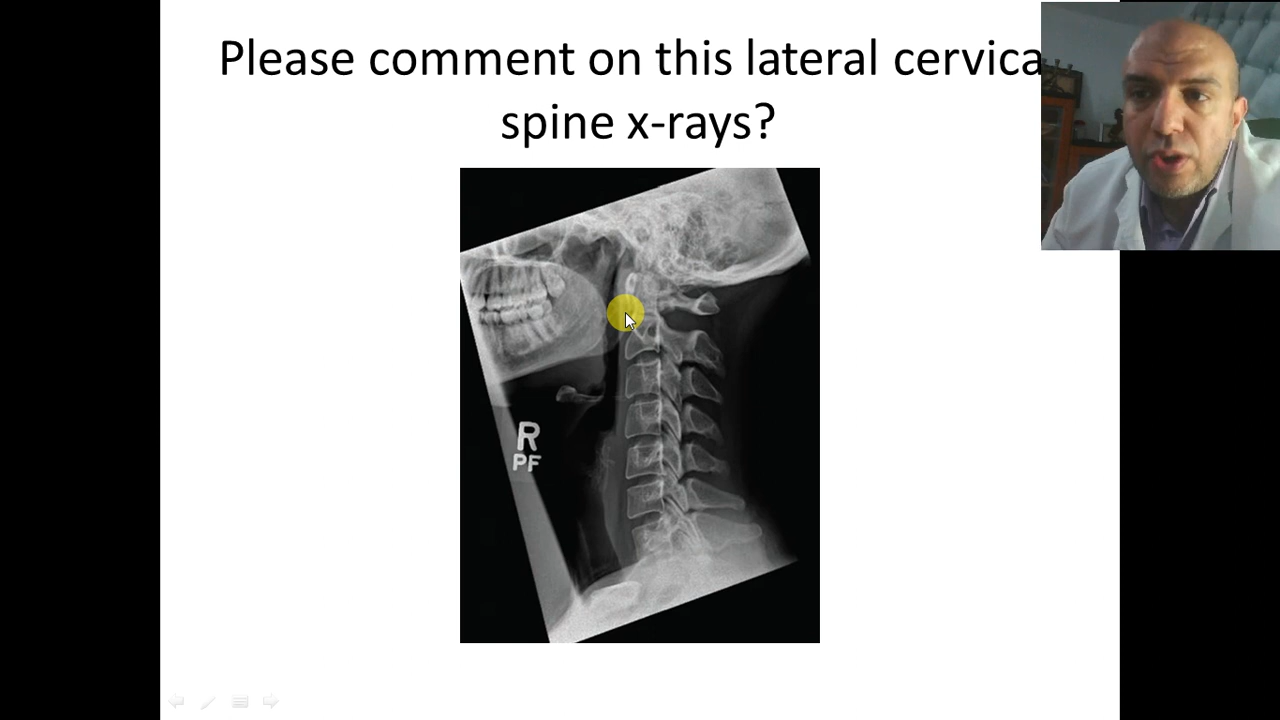 Please comment on this lateral cervica
spine x-rays?
R
PF